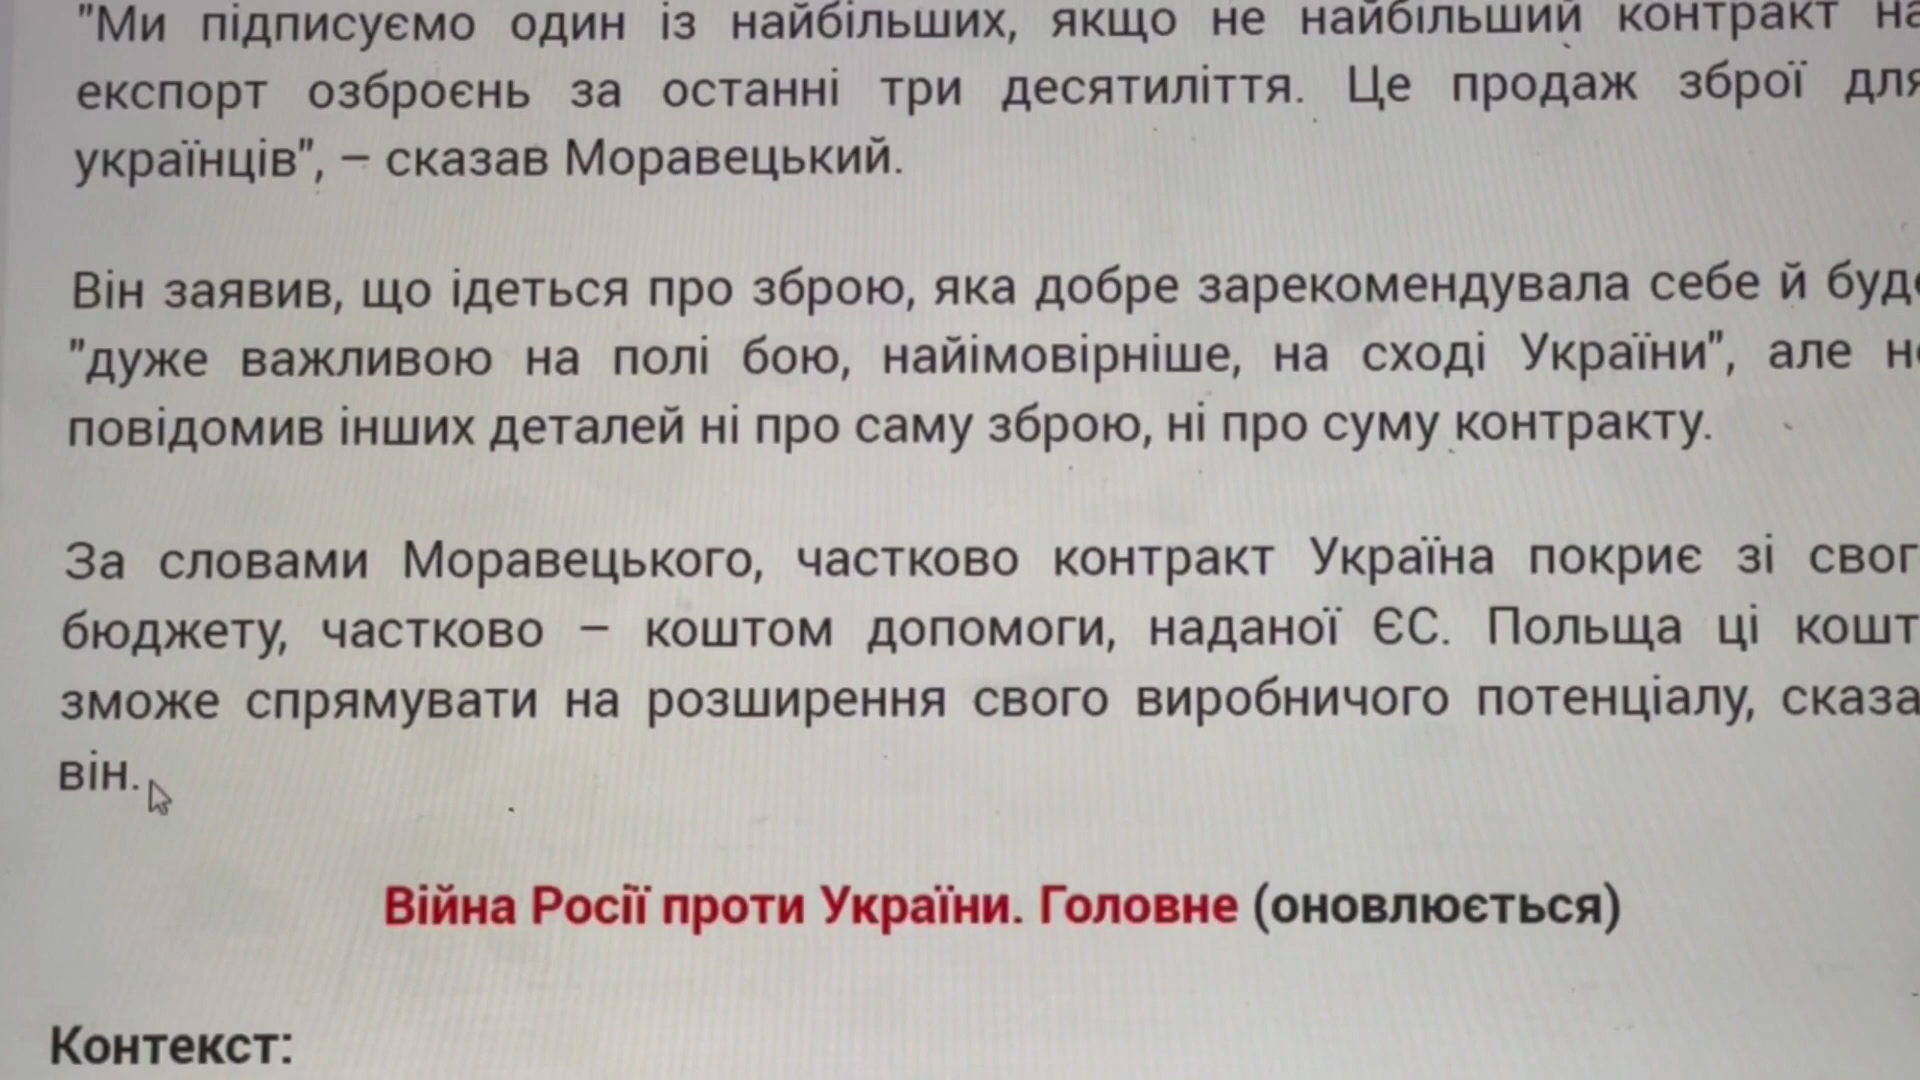 "Ми підписуємо один із найбільших, якщо не найбільший контракт на
експорт озброєнь за останні три десятиліття. Це продаж зброї для
українців", – сказав Моравецький.
Він заявив, що ідеться про зброю, яка добре зарекомендувала себе й буде
"дуже важливою на полі бою, найімовірніше, на сході України", але не
повідомив інших деталей ні про саму зброю, ні про суму контракту.
За словами Моравецького, частково контракт Україна покриє зі свог
бюджету, частково – коштом допомоги, наданої ЄС. Польща ці кошт
зможе спрямувати на розширення свого виробничого потенціалу, сказа
він.
Війна Росії проти України. Головне (оновлюється)
Контекст: